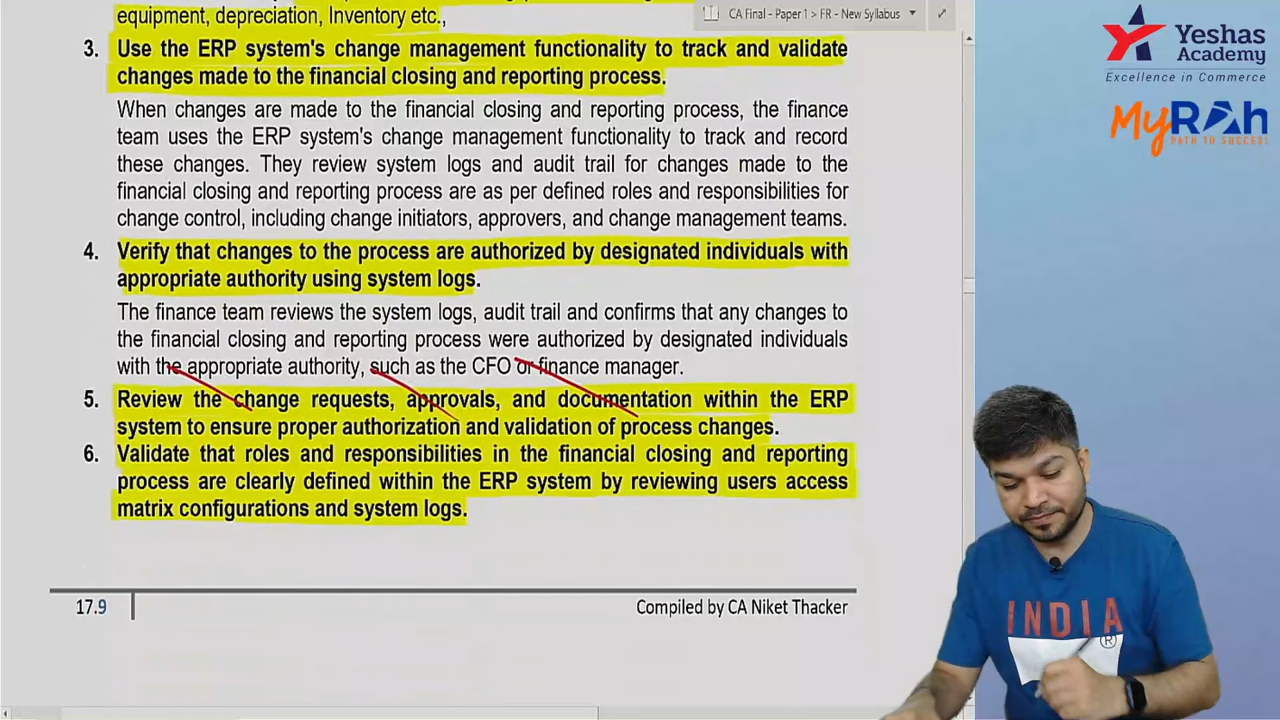 equipment, depreciation, Inventory etc.,
CA Final - Paper 1 > FR - New Syllabus
3. Use the ERP system's change management functionality to track and validate
changes made to the financial closing and reporting process.
When changes are made to the financial closing and reporting process, the finance
team uses the ERP system's change management functionality to track and record
these changes. They review system logs and audit trail for changes made to the
financial closing and reporting process are as per defined roles and responsibilities for
change control, including change initiators, approvers, and change management teams.
4. Verify that changes to the process are authorized by designated individuals with
appropriate authority using system logs.
The finance team reviews the system logs, audit trail and confirms that any changes to
the financial closing and reporting process were authorized by designated individuals
with the appropriate authority, such as the CFO or finance manager.
5. Review the change requests, approvals, and documentation within the ERP
system to ensure proper authorization and validation of process changes.
6. Validate that roles and responsibilities in the financial closing and reporting
process are clearly defined within the ERP system by reviewing users access
matrix configurations and system logs.
17.9
Compiled by CA Niket Thacker
Yeshas
Academy
Excellence in Commerce
MyRAh
PATH TO SUCCESS
INDIA
®